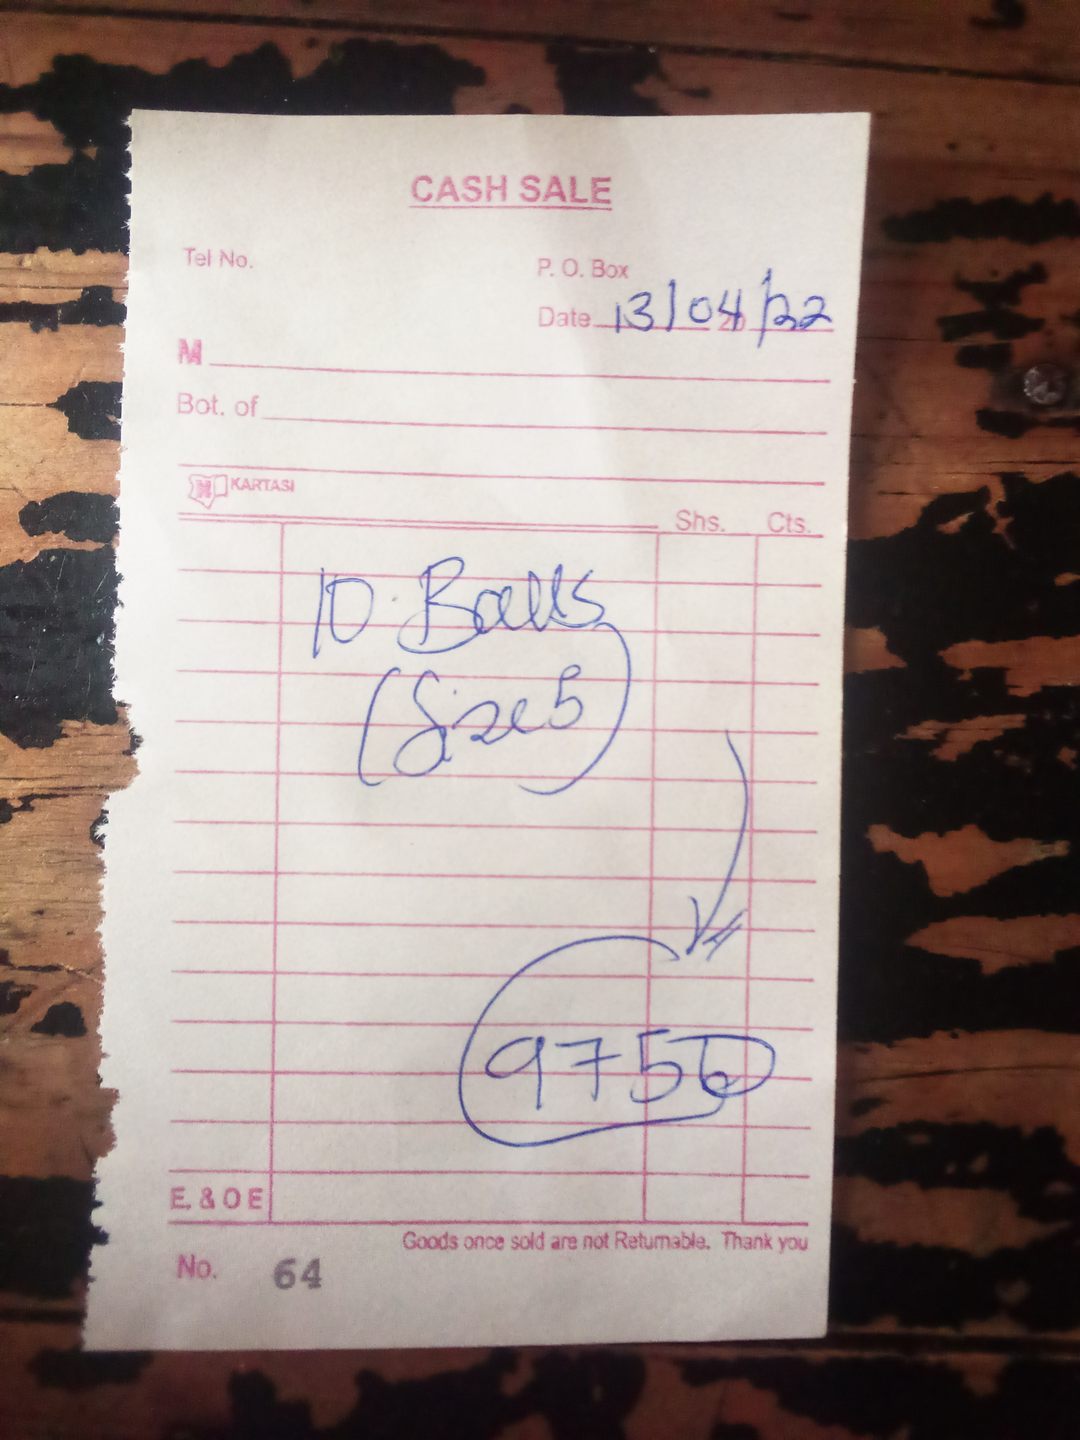 CASH SALE
Tel No.
P. O. Box
Date 13/04/22
M
Bot. of
KARTASI
Shs. Cts.
10 Balls
(Size 5)
9750
E. & O E
Goods once sold are not Returnable. Thank you
No. 64